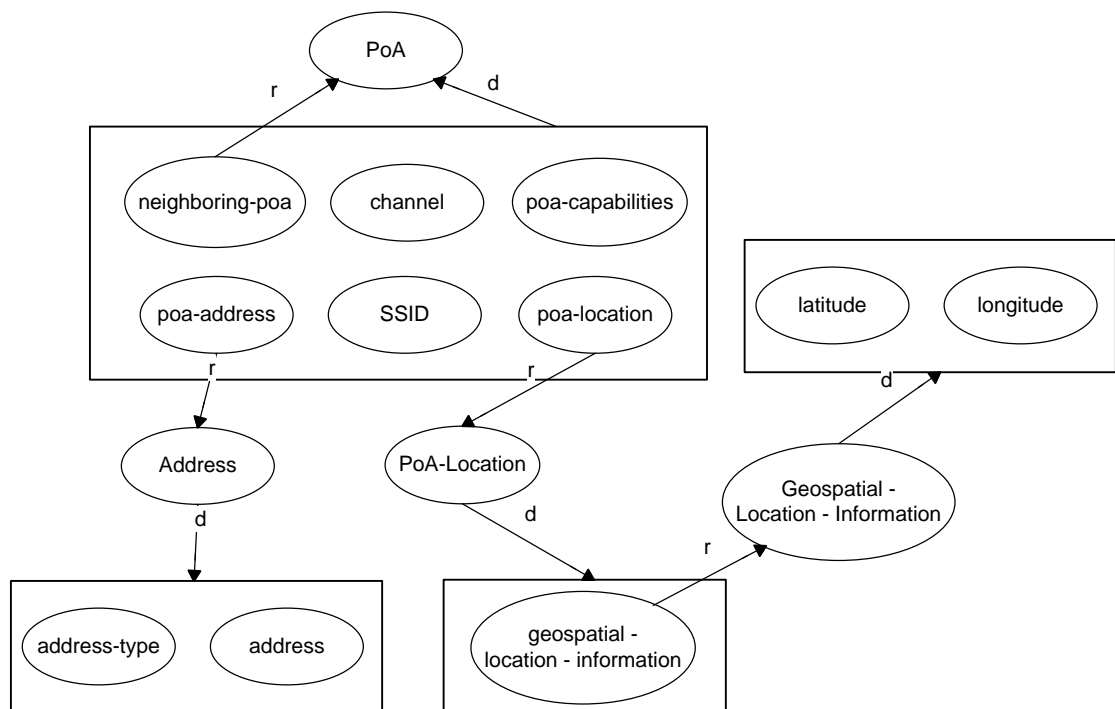 PoA
r
d
neighboring-poa
channel
poa-capabilities
poa-address
SSID
poa-location
latitude
longitude
r
r
d
Address
PoA-Location
Geospatial -
Location - Information
d
d
r
address-type
address
geospatial -
location - information